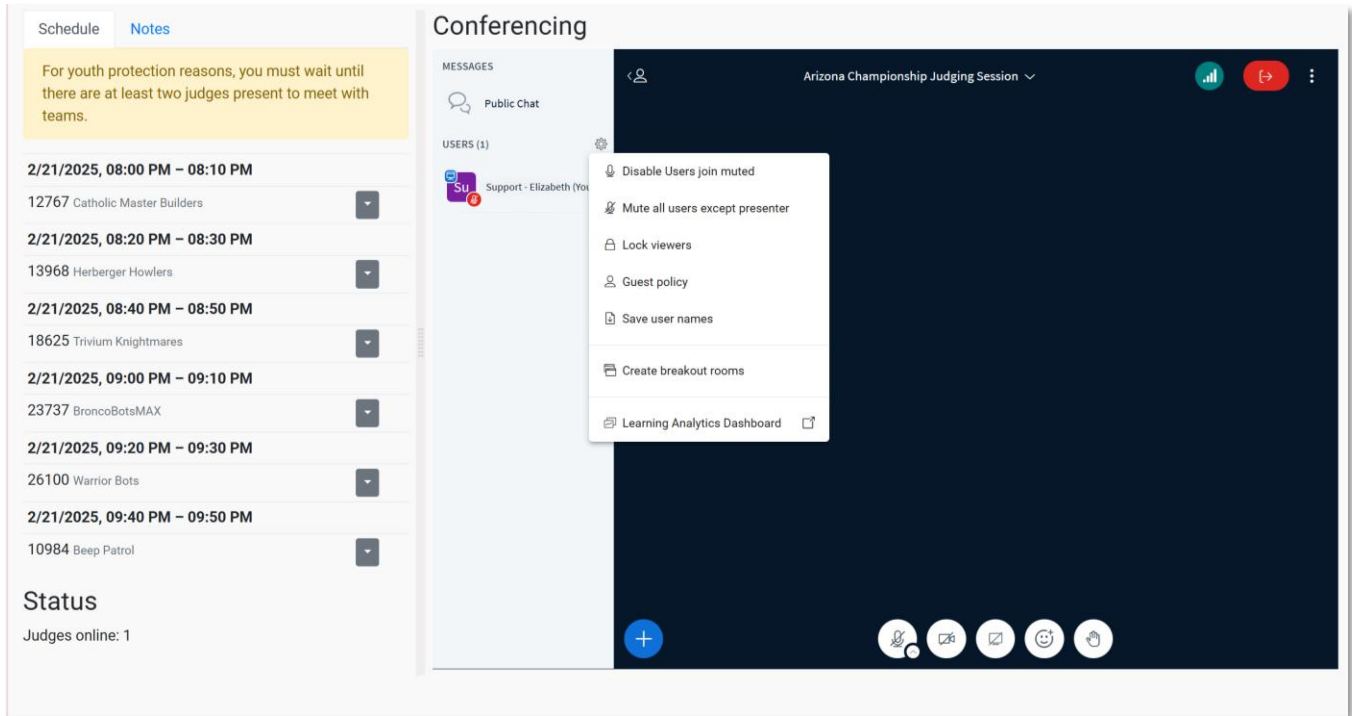 Schedule
Notes
For youth protection reasons, you must wait until
there are at least two judges present to meet with
teams.
2/21/2025, 08:00 PM – 08:10 PM
12767 Catholic Master Builders
2/21/2025, 08:20 PM – 08:30 PM
13968 Herberger Howlers
2/21/2025, 08:40 PM – 08:50 PM
18625 Trivium Knightmares
2/21/2025, 09:00 PM – 09:10 PM
23737 BroncoBotsMAX
2/21/2025, 09:20 PM – 09:30 PM
26100 Warrior Bots
2/21/2025, 09:40 PM – 09:50 PM
10984 Beep Patrol
Status
Judges online: 1
Conferencing
MESSAGES
Public Chat
USERS (1)
Su
Support - Elizabeth (You
Arizona Championship Judging Session
Disable Users join muted
Mute all users except presenter
Lock viewers
Guest policy
Save user names
Create breakout rooms
Learning Analytics Dashboard